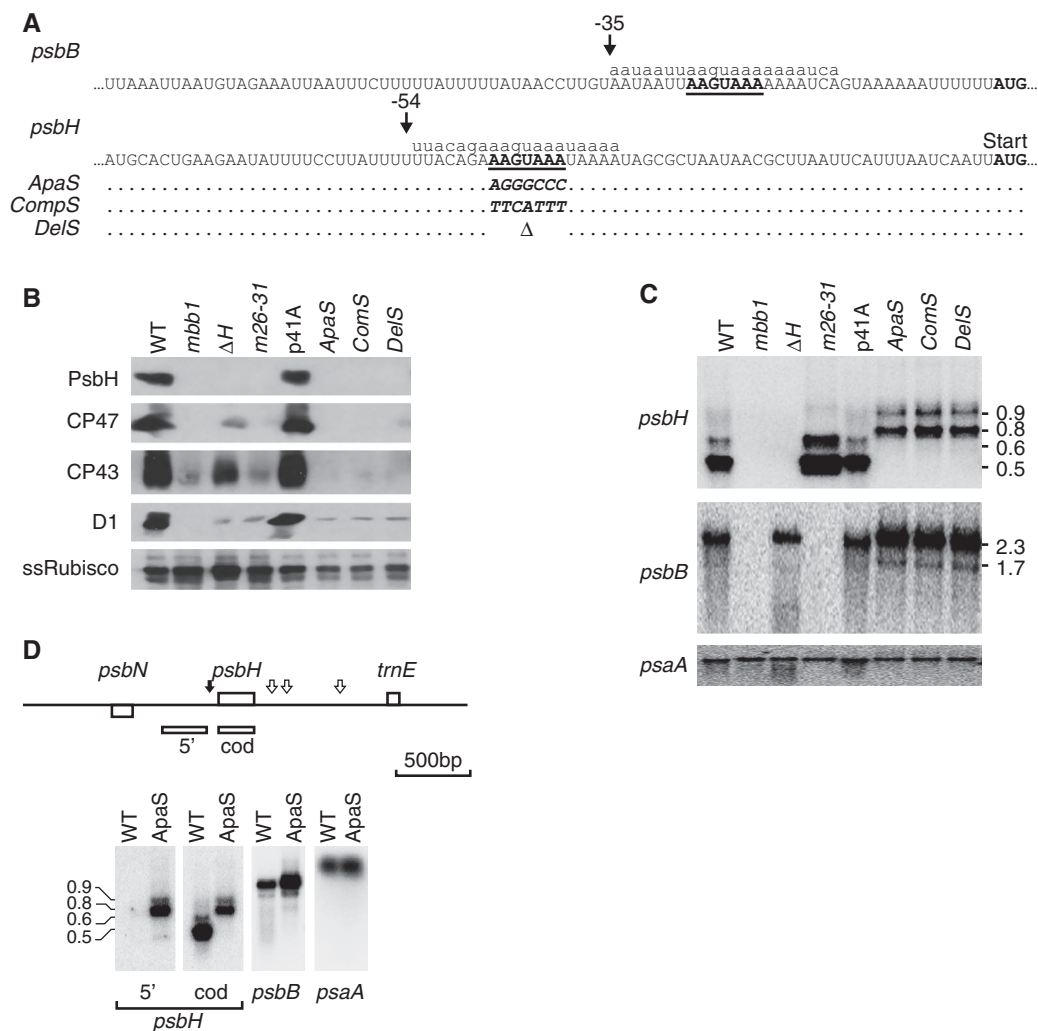 A
-35
psbB
aauaauuaaguaaaaaaauca
...UUAAAUUAAUGUAGAAAUUAAUUUCUUUUUAUUUUUUAUAACCUUGUAAUAAUUAAGUAAAAAAAUCAGUAAAAAAUUUUUUAUG...
-54
psbH
uuacagaaaguaaauaaaa
Start
...AUGCACUGAAGAAUAUUUUCCUUAUUUUUUACAGAAAGUAAAUAAAAUAGCGCUAAUAACGCUUAAUUCAUUUAAUCAAUUAUG...
ApaS
AGGGCCC
CompS
TTCATTT
DelS
Δ
B
WT mbb1 ΔH m26-31 p41A ApaS ComS DelS
PsbH
CP47
CP43
D1
ssRubisco
C
WT mbb1 ΔH m26-31 p41A ApaS ComS DelS
psbH
0.9
0.8
0.6
0.5
psbB
2.3
1.7
psaA
D
psbN psbH trnE
5' cod
500bp
WT ApaS WT ApaS WT ApaS WT ApaS
0.9
0.8
0.6
0.5
5' cod psbB psaA
psbH